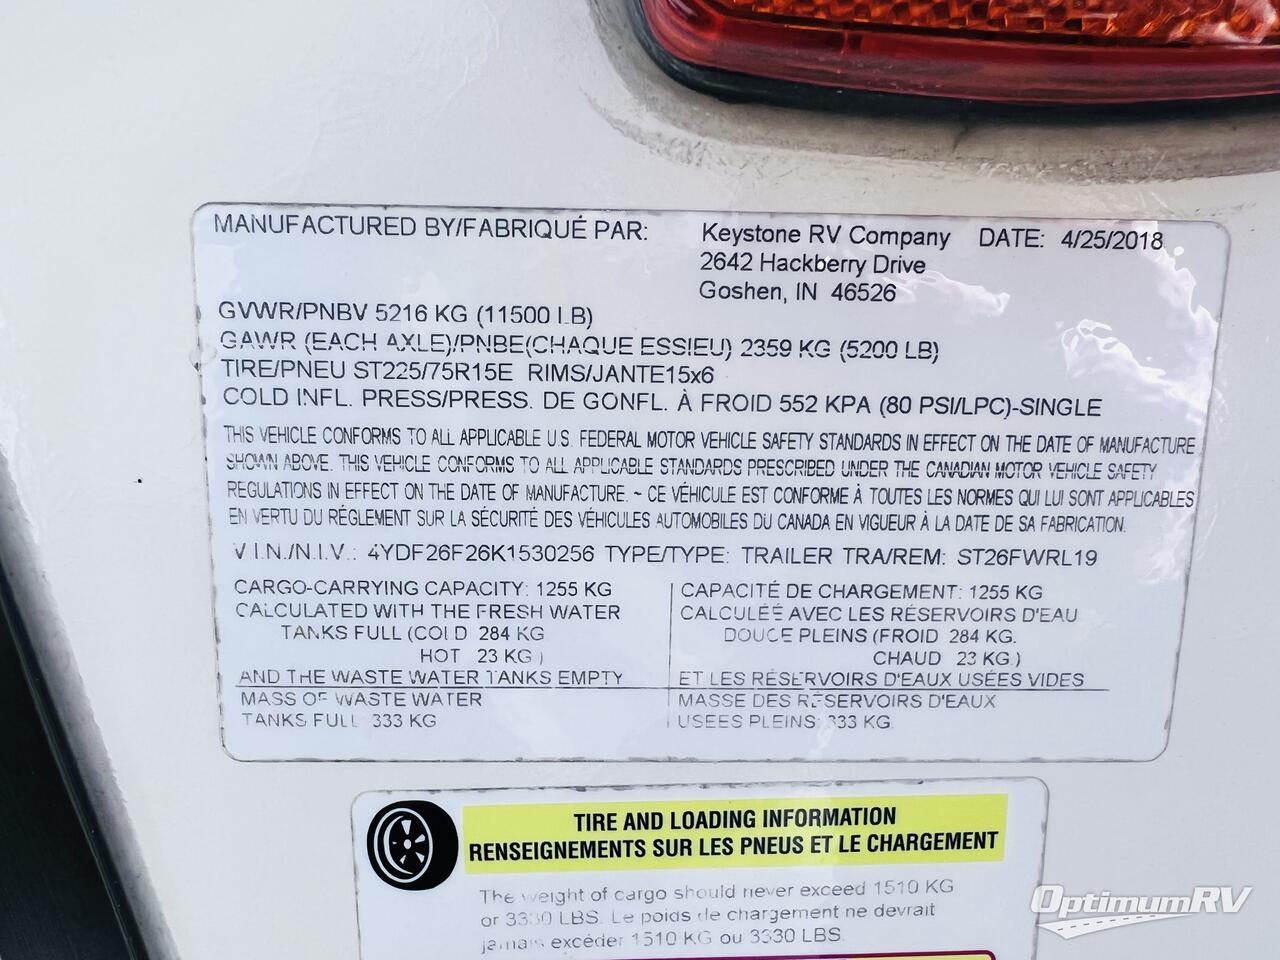 MANUFACTURED BY/FABRIQUÉ PAR: Keystone RV Company DATE: 4/25/2018
2642 Hackberry Drive
Goshen, IN 46526
GVWR/PNBV 5216 KG (11500 LB)
GAWR (EACH AXLE)/PNBE(CHAQUE ESSIEU) 2359 KG (5200 LB)
TIRE/PNEU ST225/75R15E RIMS/JANTE15x6
COLD INFL. PRESS/PRESS. DE GONFL. À FROID 552 KPA (80 PSI/LPC)-SINGLE
THIS VEHICLE CONFORMS TO ALL APPLICABLE U.S. FEDERAL MOTOR VEHICLE SAFETY STANDARDS IN EFFECT ON THE DATE OF MANUFACTURE
SHOWN ABOVE. THIS VEHICLE CONFORMS TO ALL APPLICABLE STANDARDS PRESCRIBED UNDER THE CANADIAN MOTOR VEHICLE SAFETY
REGULATIONS IN EFFECT ON THE DATE OF MANUFACTURE. ~ CE VÉHICULE EST CONFORME À TOUTES LES NORMES QUI LUI SONT APPLICABLES
EN VERTU DU RÉGLEMENT SUR LA SÉCURITÉ DES VÉHICULES AUTOMOBILES DU CANADA EN VIGUEUR À LA DATE DE SA FABRICATION.
V.I.N./N.I.V.: 4YDF26F26K1530256 TYPE/TYPE: TRAILER TRA/REM: ST26FWRL19
CARGO-CARRYING CAPACITY: 1255 KG
CALCULATED WITH THE FRESH WATER
TANKS FULL (COLD 284 KG
HOT 23 KG )
AND THE WASTE WATER TANKS EMPTY
MASS OF WASTE WATER
TANKS FULL 333 KG
CAPACITÉ DE CHARGEMENT: 1255 KG
CALCULÉE AVEC LES RÉSERVOIRS D'EAU
DOUCE PLEINS (FROID 284 KG.
CHAUD 23 KG.)
ET LES RÉSERVOIRS D'EAUX USÉES VIDES
MASSE DES RÉSERVOIRS D'EAUX
USÉES PLEINS: 333 KG.
TIRE AND LOADING INFORMATION
RENSEIGNEMENTS SUR LES PNEUS ET LE CHARGEMENT
The weight of cargo should never exceed 1510 KG
or 3330 LBS. Le poids de chargement ne devrait
jamais excéder 1510 KG ou 3330 LBS.
OptimumRV